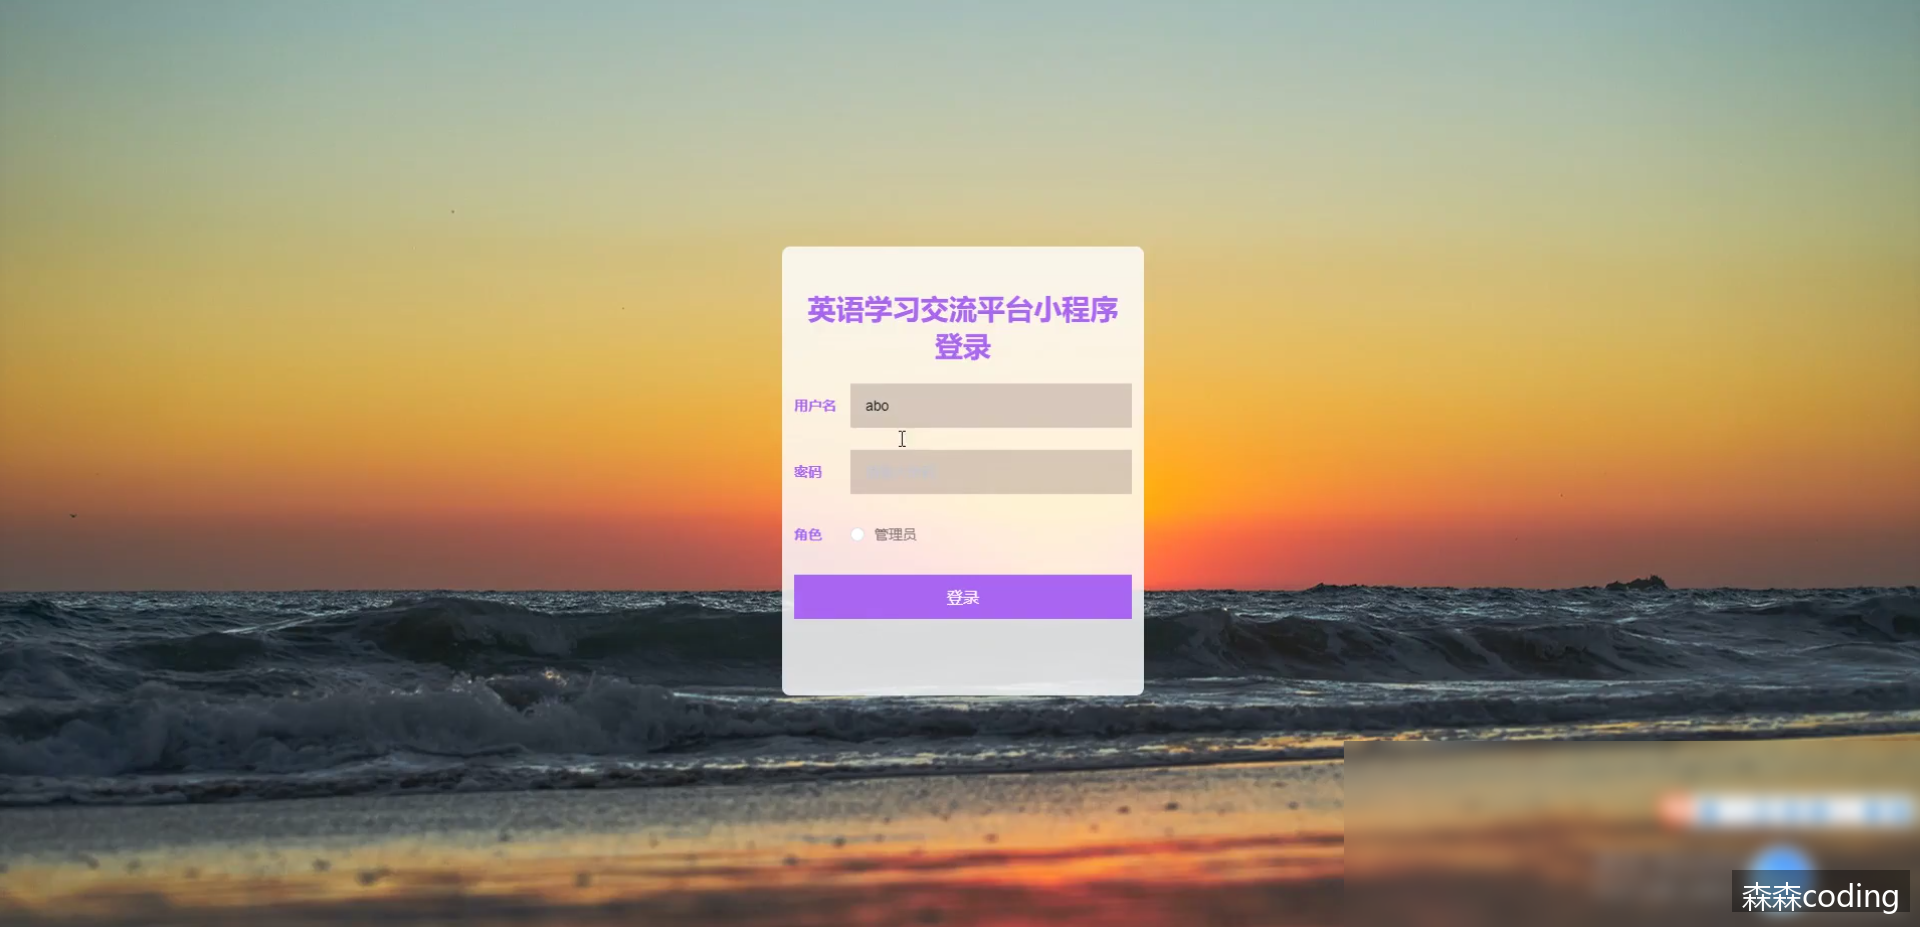 英语学习交流平台小程序
登录
用户名 abo
密码
角色 管理员
登录
森森coding